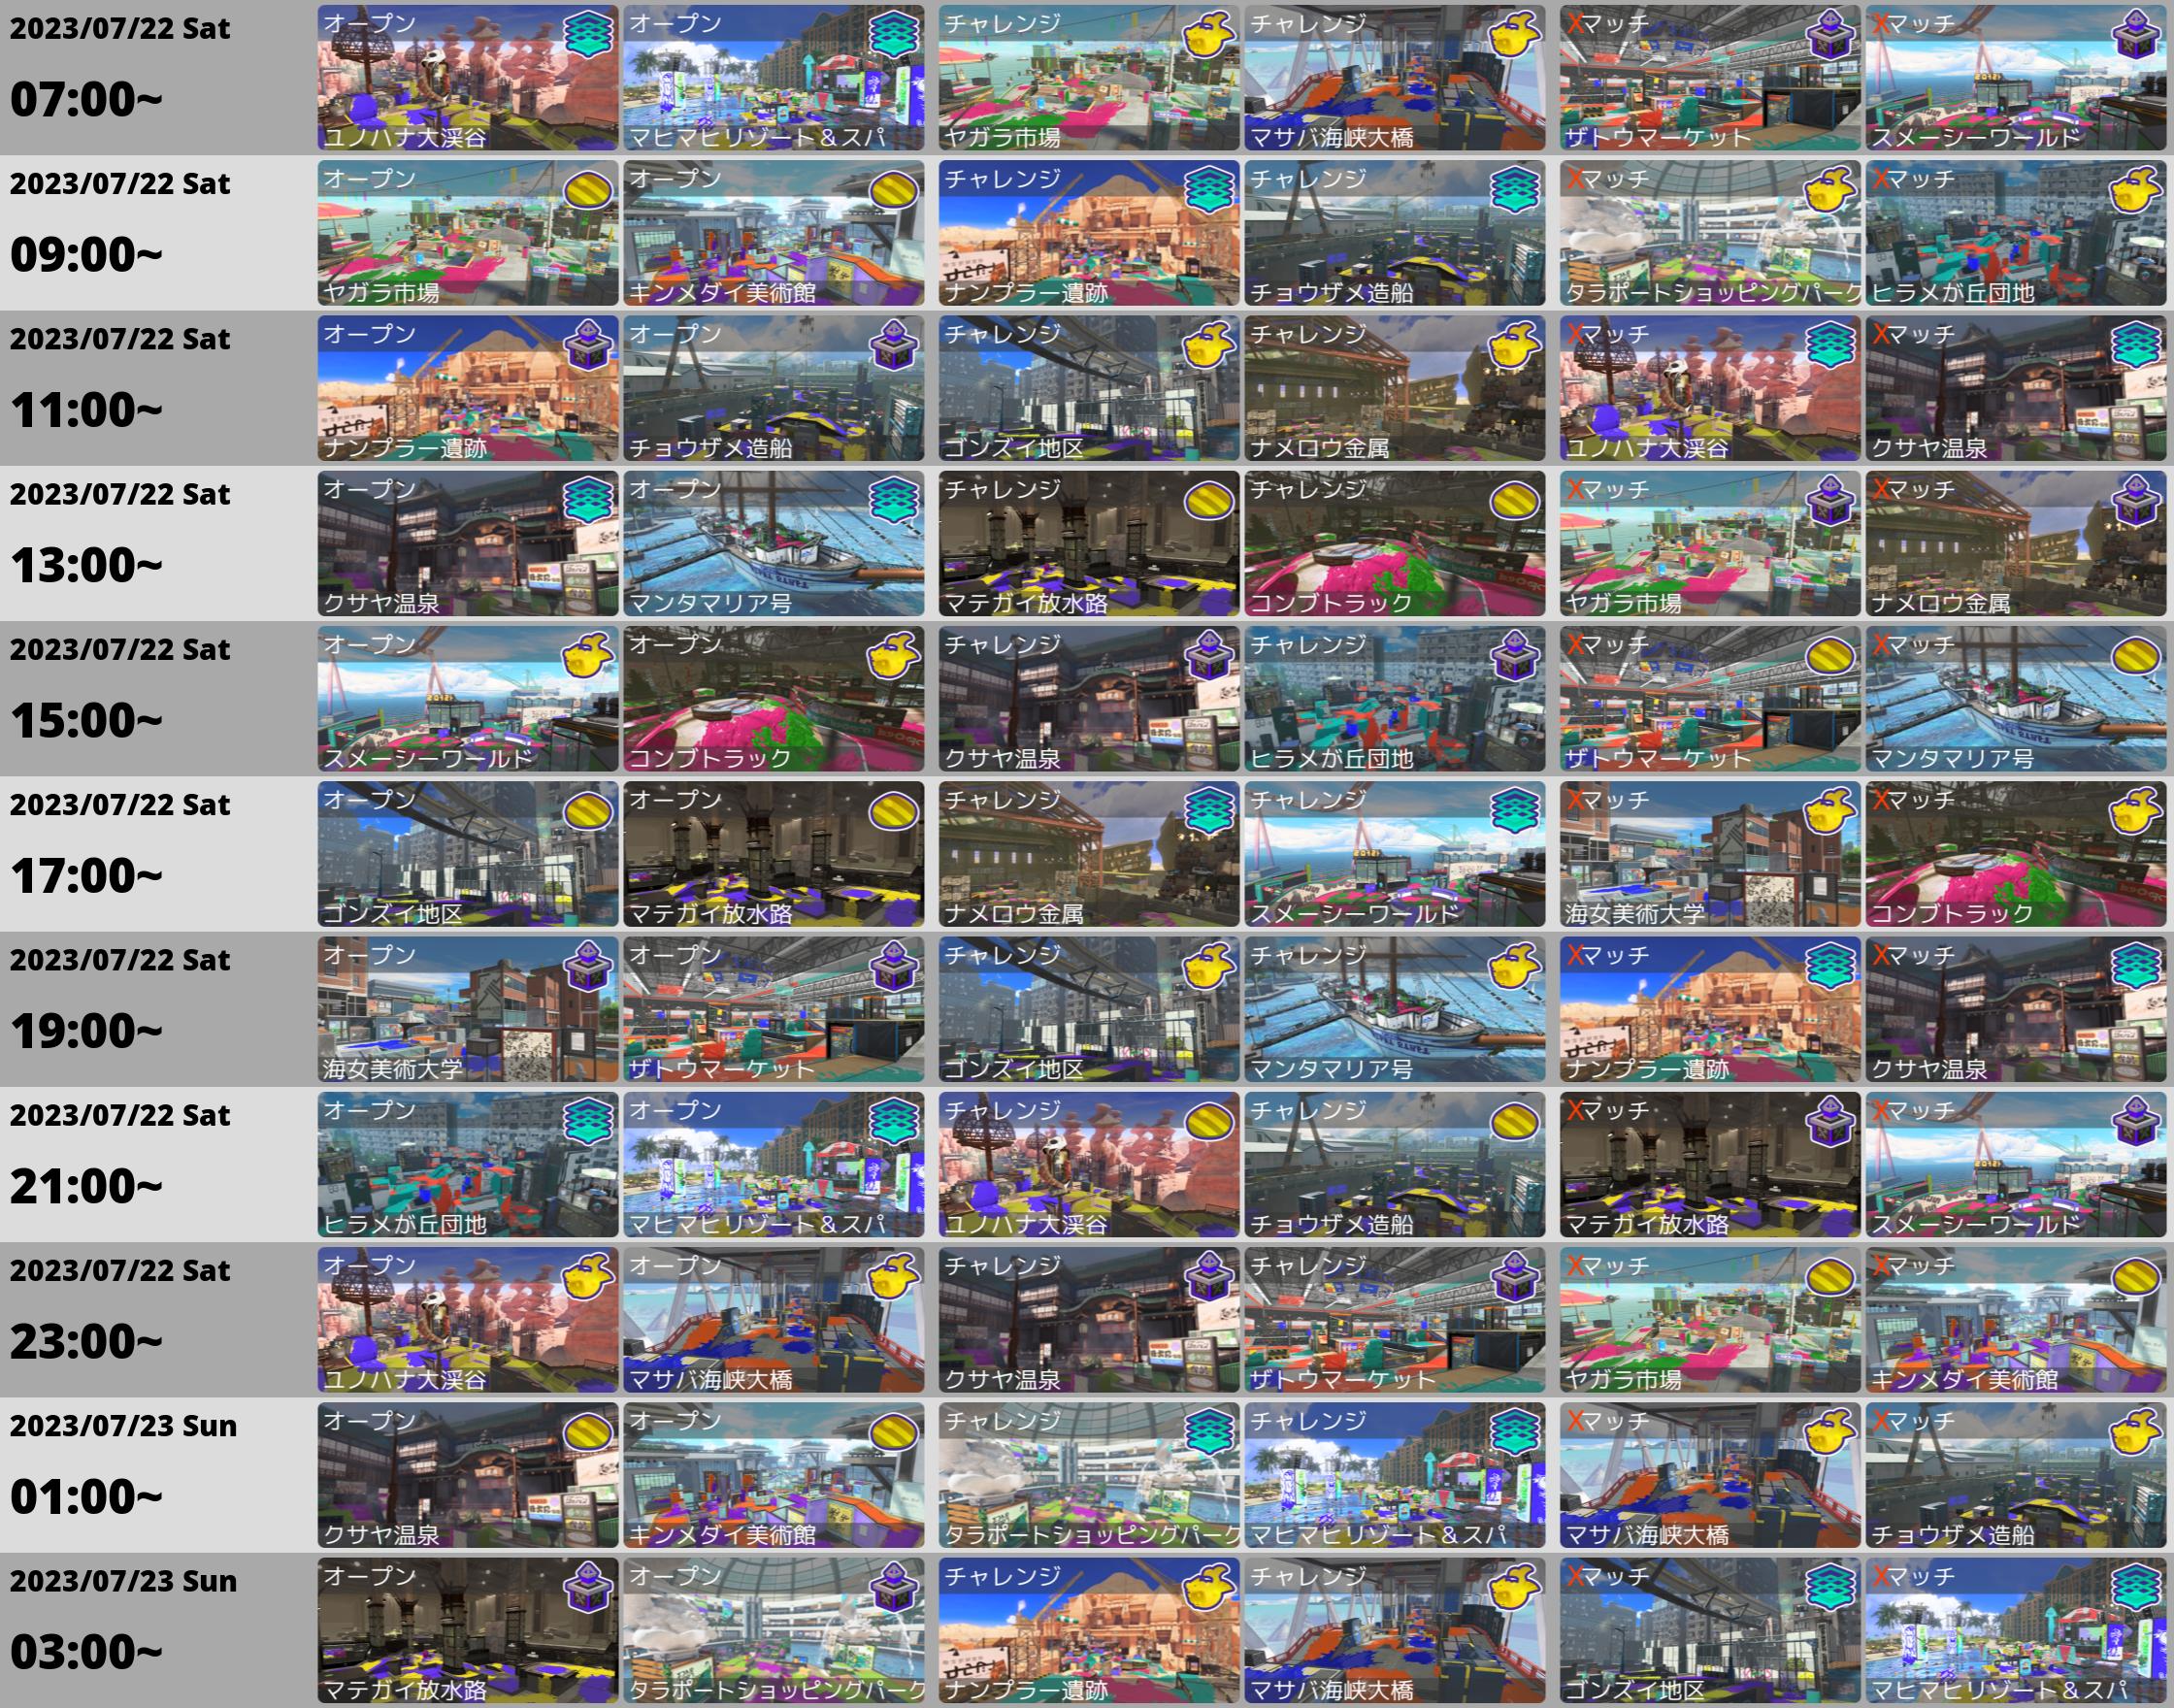 2023/07/22 Sat
07:00~
オープン オープン チャレンジ チャレンジ Xマッチ Xマッチ
ユノハナ大渓谷 マヒマヒリゾート＆スパ ヤガラ市場 マサバ海峡大橋 ザトウマーケット スメーシーワールド
2023/07/22 Sat
09:00~
オープン オープン チャレンジ チャレンジ Xマッチ Xマッチ
ヤガラ市場 キンメダイ美術館 ナンプラー遺跡 チョウザメ造船 タラポートショッピングパーク ヒラメが丘団地
2023/07/22 Sat
11:00~
オープン オープン チャレンジ チャレンジ Xマッチ Xマッチ
ナンプラー遺跡 チョウザメ造船 ゴンズイ地区 ナメロウ金属 ユノハナ大渓谷 クサヤ温泉
2023/07/22 Sat
13:00~
オープン オープン チャレンジ チャレンジ Xマッチ Xマッチ
クサヤ温泉 マンタマリア号 マテガイ放水路 コンブトラック ヤガラ市場 ナメロウ金属
2023/07/22 Sat
15:00~
オープン オープン チャレンジ チャレンジ Xマッチ Xマッチ
スメーシーワールド コンブトラック クサヤ温泉 ヒラメが丘団地 ザトウマーケット マンタマリア号
2023/07/22 Sat
17:00~
オープン オープン チャレンジ チャレンジ Xマッチ Xマッチ
ゴンズイ地区 マテガイ放水路 ナメロウ金属 スメーシーワールド 海女美術大学 コンブトラック
2023/07/22 Sat
19:00~
オープン オープン チャレンジ チャレンジ Xマッチ Xマッチ
海女美術大学 ザトウマーケット ゴンズイ地区 マンタマリア号 ナンプラー遺跡 クサヤ温泉
2023/07/22 Sat
21:00~
オープン オープン チャレンジ チャレンジ Xマッチ Xマッチ
ヒラメが丘団地 マヒマヒリゾート＆スパ ユノハナ大渓谷 チョウザメ造船 マテガイ放水路 スメーシーワールド
2023/07/22 Sat
23:00~
オープン オープン チャレンジ チャレンジ Xマッチ Xマッチ
ユノハナ大渓谷 マサバ海峡大橋 クサヤ温泉 ザトウマーケット ヤガラ市場 キンメダイ美術館
2023/07/23 Sun
01:00~
オープン オープン チャレンジ チャレンジ Xマッチ Xマッチ
クサヤ温泉 キンメダイ美術館 タラポートショッピングパーク マヒマヒリゾート＆スパ マサバ海峡大橋 チョウザメ造船
2023/07/23 Sun
03:00~
オープン オープン チャレンジ チャレンジ Xマッチ Xマッチ
マテガイ放水路 タラポートショッピングパーク ナンプラー遺跡 マサバ海峡大橋 ゴンズイ地区 マヒマヒリゾート＆スパ